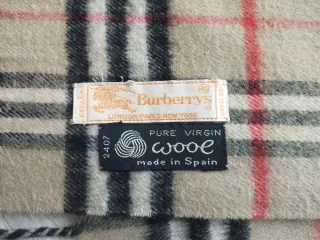 Burberrys
LONDON·PARIS·NEW YORK
2407
PURE VIRGIN
wool
made in Spain